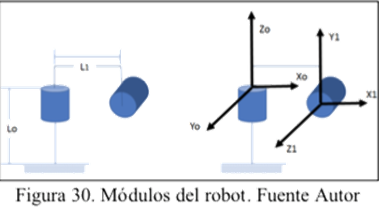 L1
Lo
Zo
Xo
Yo
Y1
X1
Z1
Figura 30. Módulos del robot. Fuente Autor